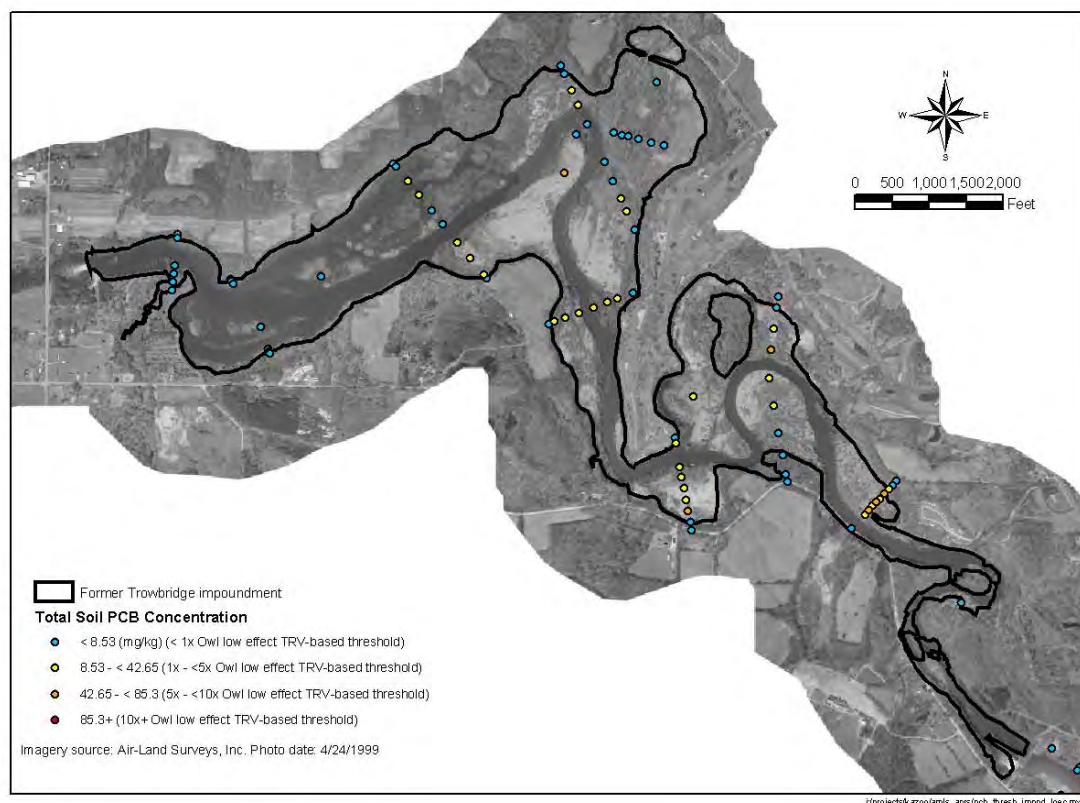 N
W E
S
0 500 1,000 1,500 2,000
Feet
Former Trowbridge impoundment
Total Soil PCB Concentration
< 8.53 (mg/kg) (< 1x Owl low effect TRV-based threshold)
8.53 - < 42.65 (1x - <5x Owl low effect TRV-based threshold)
42.65 - < 85.3 (5x - <10x Owl low effect TRV-based threshold)
85.3+ (10x+ Owl low effect TRV-based threshold)
Imagery source: Air-Land Surveys, Inc. Photo date: 4/24/1999